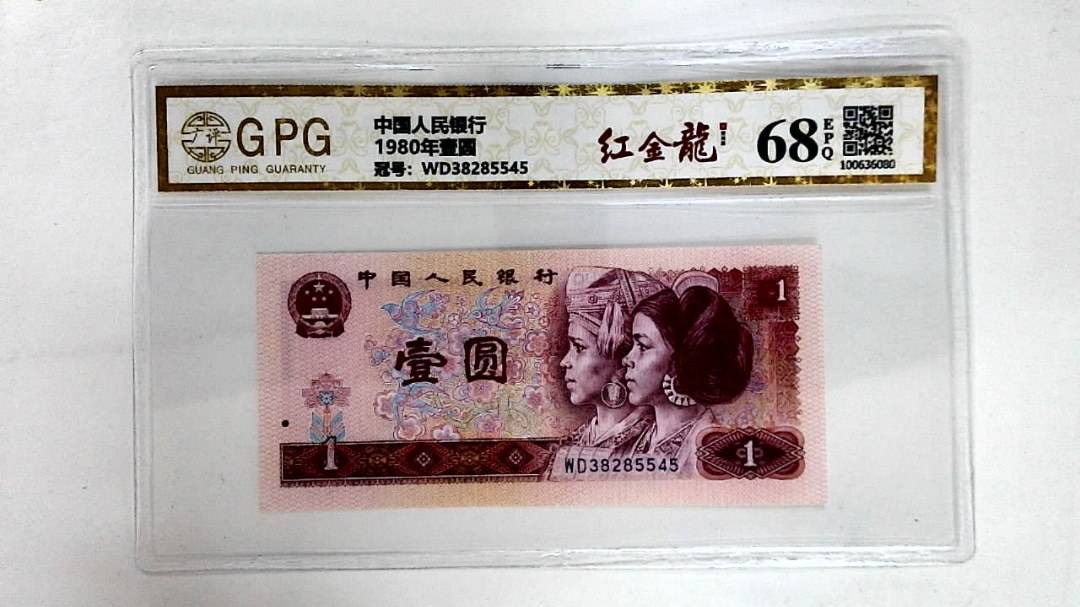 广评 GPG
GUANG PING GUARANTY
中国人民银行
1980年壹圆
冠号：WD38285545
红金龍
68 EPQ
100636080
中国人民银行
1
壹圆
1
WD38285545
1